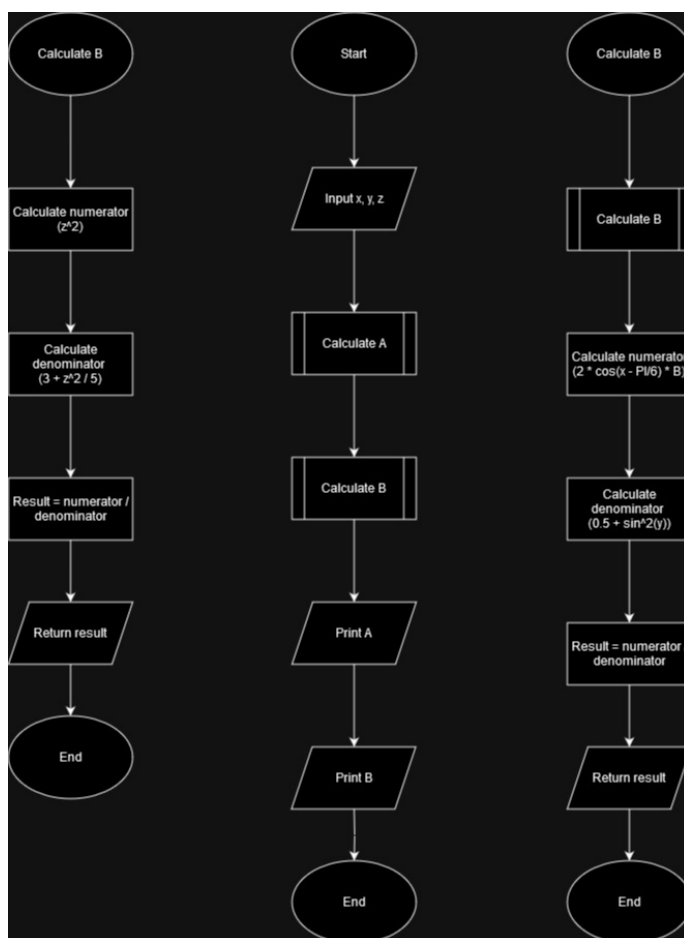 Calculate B
Calculate numerator
(z^2)
Calculate
denominator
(3 + z^2 / 5)
Result = numerator /
denominator
Return result
End
Start
Input x, y, z
Calculate A
Calculate B
Print A
Print B
End
Calculate B
Calculate B
Calculate numerator
(2 * cos(x - PI/6) * B)
Calculate
denominator
(0.5 + sin^2(y))
Result = numerator
denominator
Return result
End